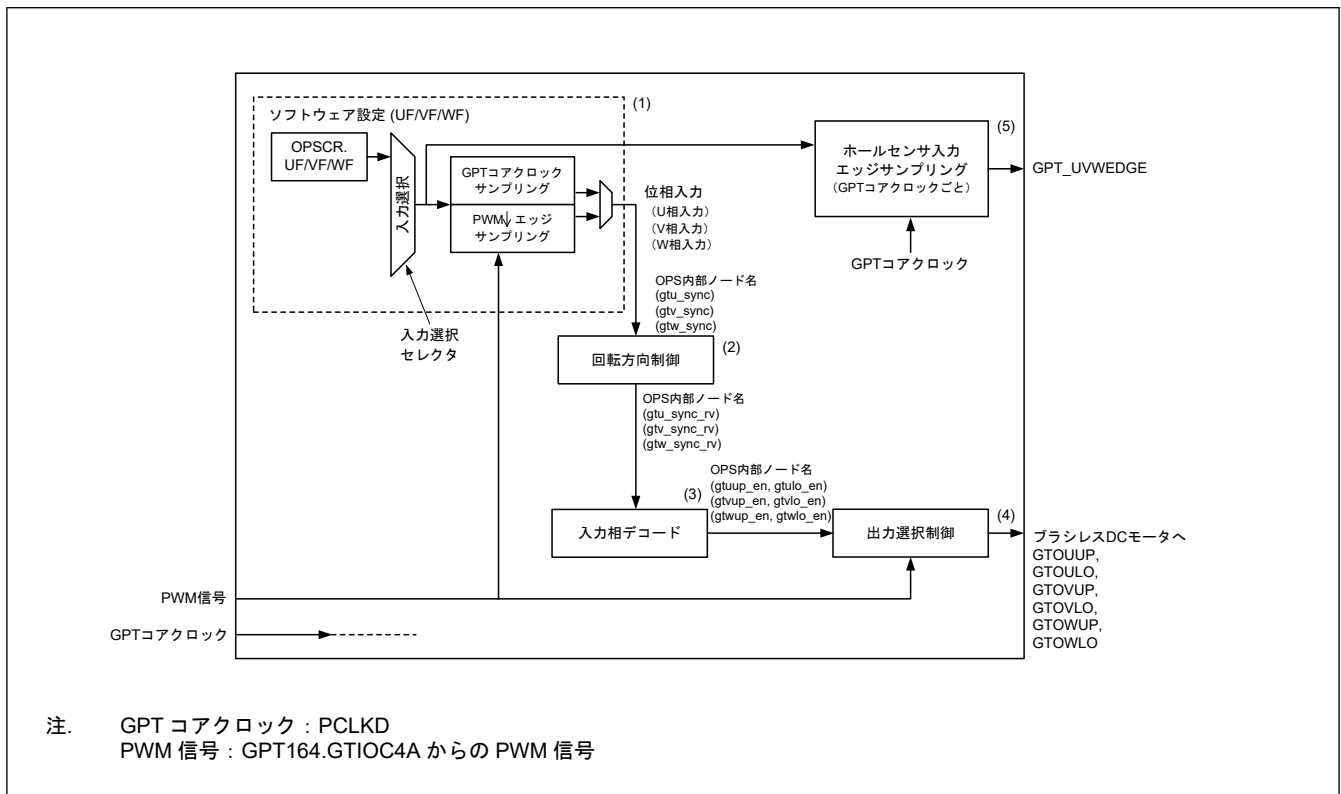 ソフトウェア設定 (UF/VF/WF)
(1)
OPSCR.
UF/VF/WF
入力選択
GPTコアクロック
サンプリング
PWM↓エッジ
サンプリング
入力選択
セレクタ
位相入力
(U相入力)
(V相入力)
(W相入力)
(5)
ホールセンサ入力
エッジサンプリング
(GPTコアクロックごと)
GPT_UVWEDGE
GPTコアクロック
OPS内部ノード名
(gtu_sync)
(gtv_sync)
(gtw_sync)
(2)
回転方向制御
OPS内部ノード名
(gtu_sync_rv)
(gtv_sync_rv)
(gtw_sync_rv)
OPS内部ノード名
(gtuup_en, gtulo_en)
(gtvup_en, gtvlo_en)
(gtwup_en, gtwlo_en)
(3)
入力相デコード
(4)
出力選択制御
ブラシレスDCモータへ
GTOUUP,
GTOULO,
GTOVUP,
GTOVLO,
GTOWUP,
GTOWLO
PWM信号
GPTコアクロック
注. GPT コアクロック：PCLKD
PWM 信号：GPT164.GTIOC4A からの PWM 信号